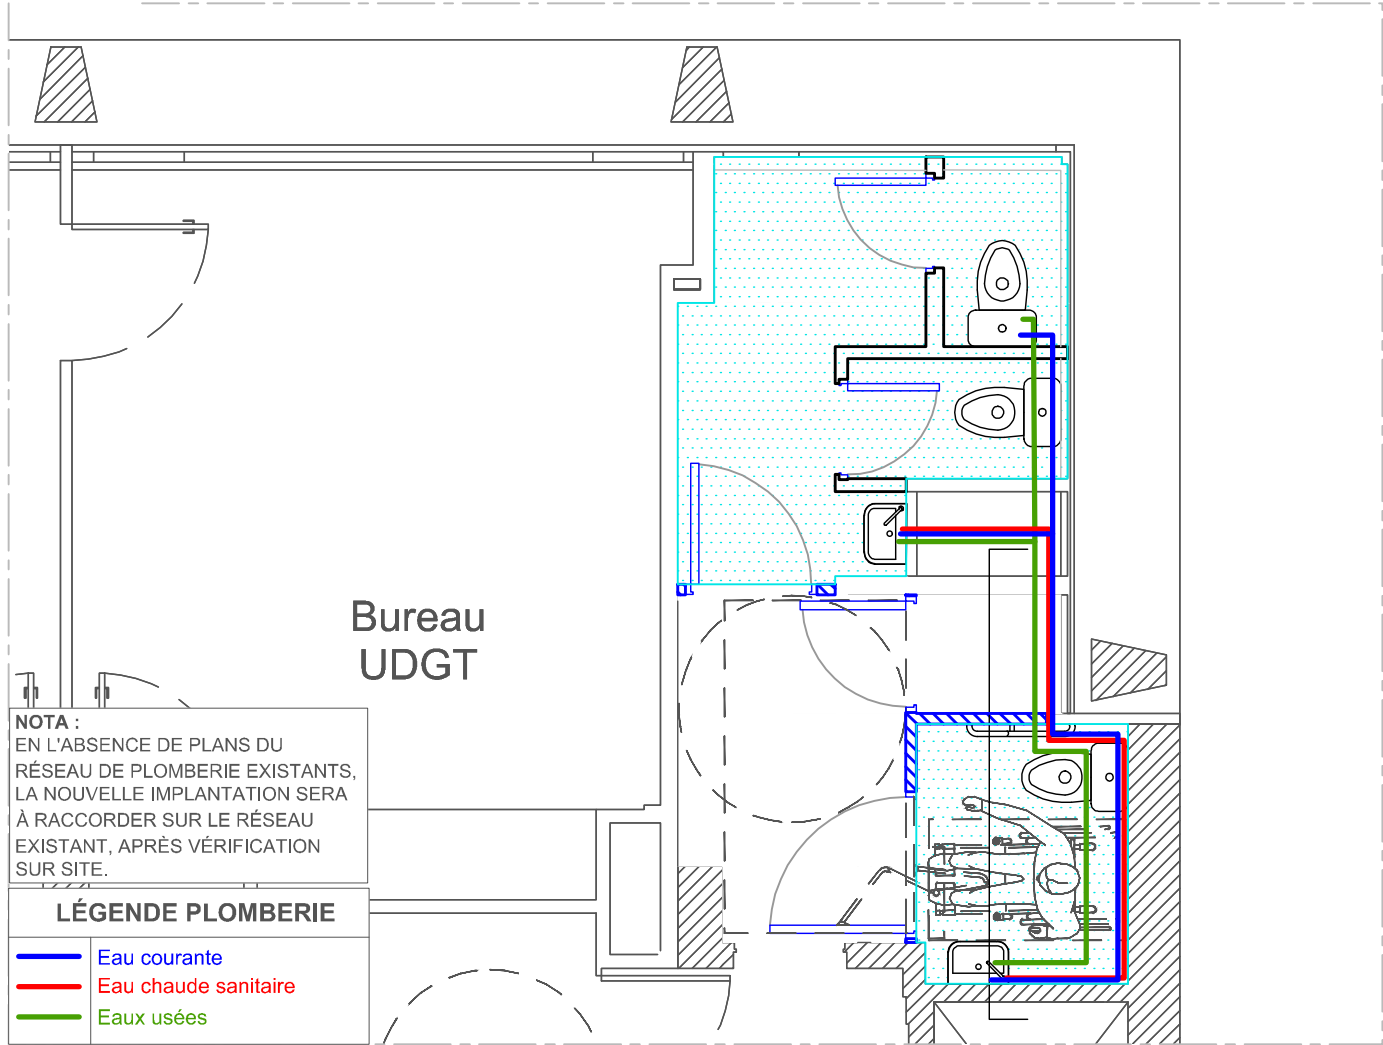 Bureau
UDGT
NOTA :
EN L'ABSENCE DE PLANS DU
RÉSEAU DE PLOMBERIE EXISTANTS,
LA NOUVELLE IMPLANTATION SERA
À RACCORDER SUR LE RÉSEAU
EXISTANT, APRÈS VÉRIFICATION
SUR SITE.
LÉGENDE PLOMBERIE
Eau courante
Eau chaude sanitaire
Eaux usées